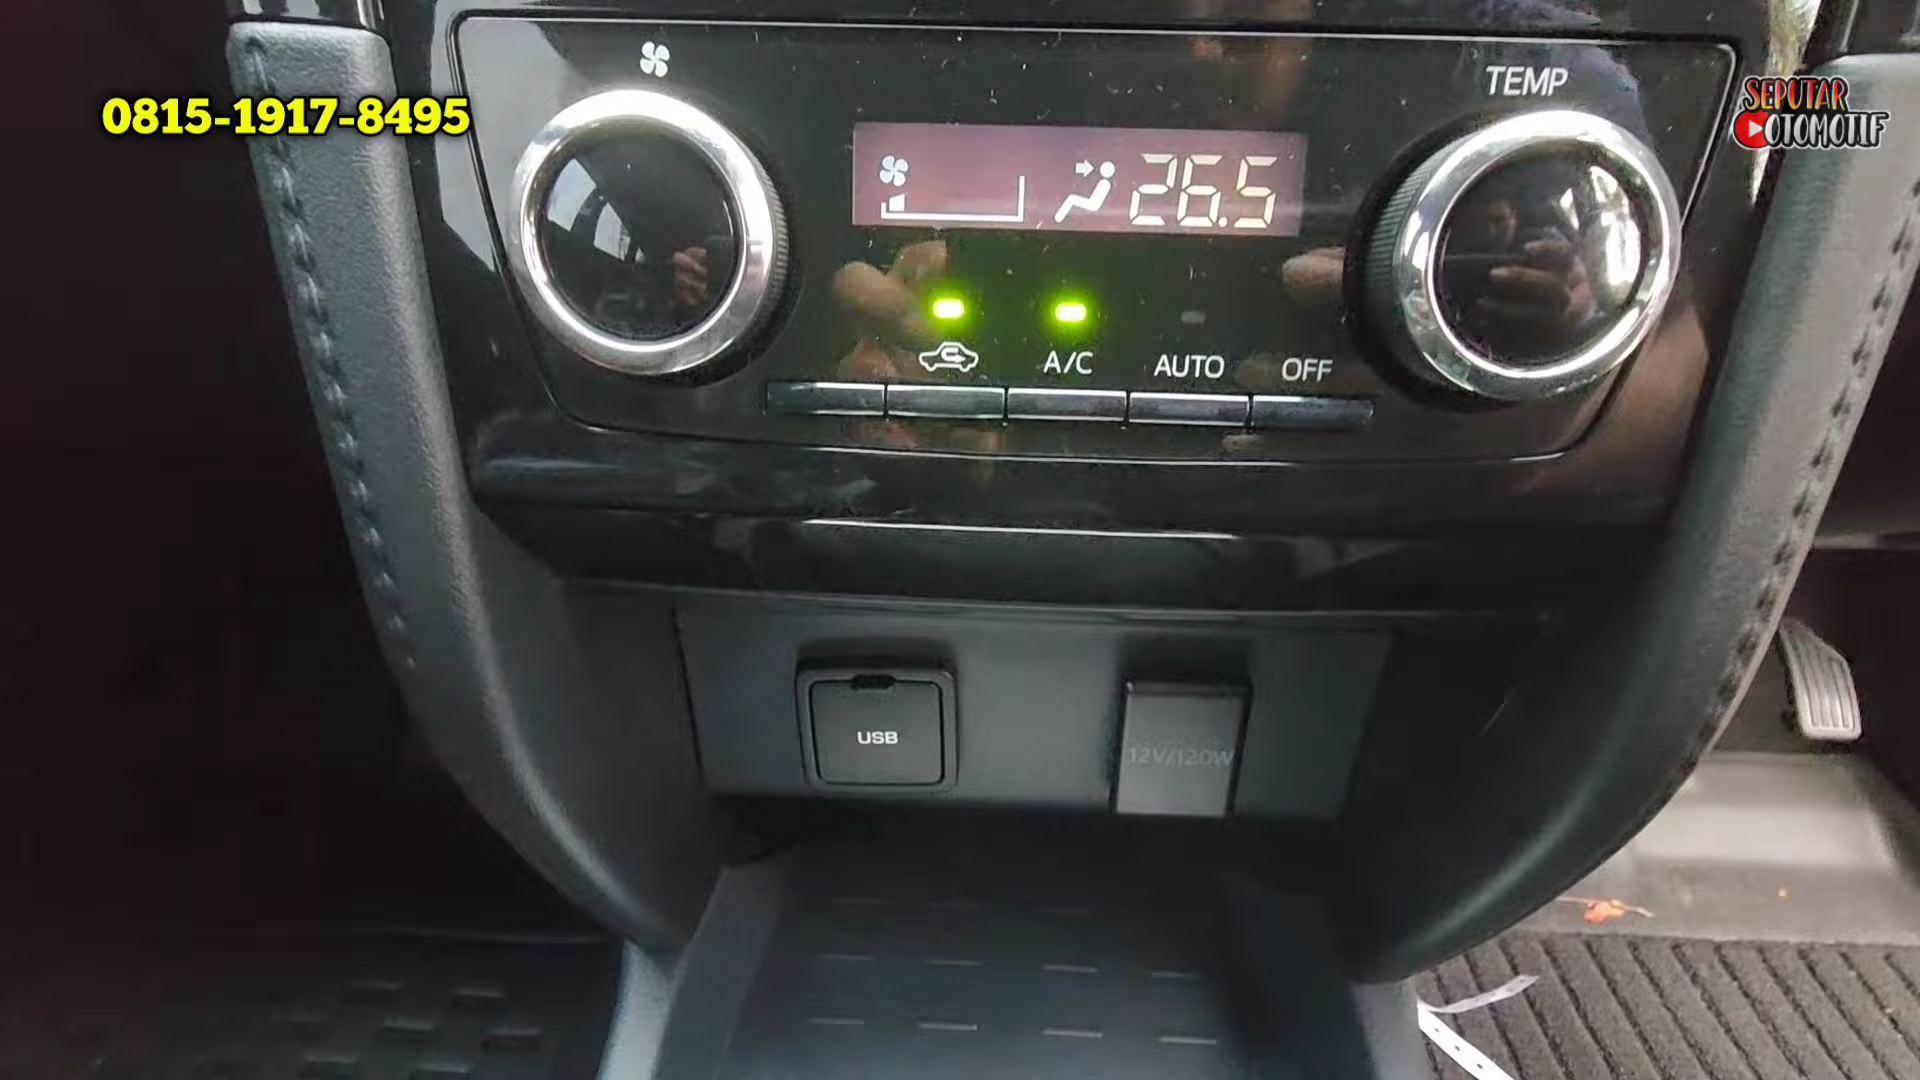 0815-1917-8495
TEMP
SEPUTAR
OTOMOTIF
26.5
A/C
AUTO
OFF
USB
12V/120W